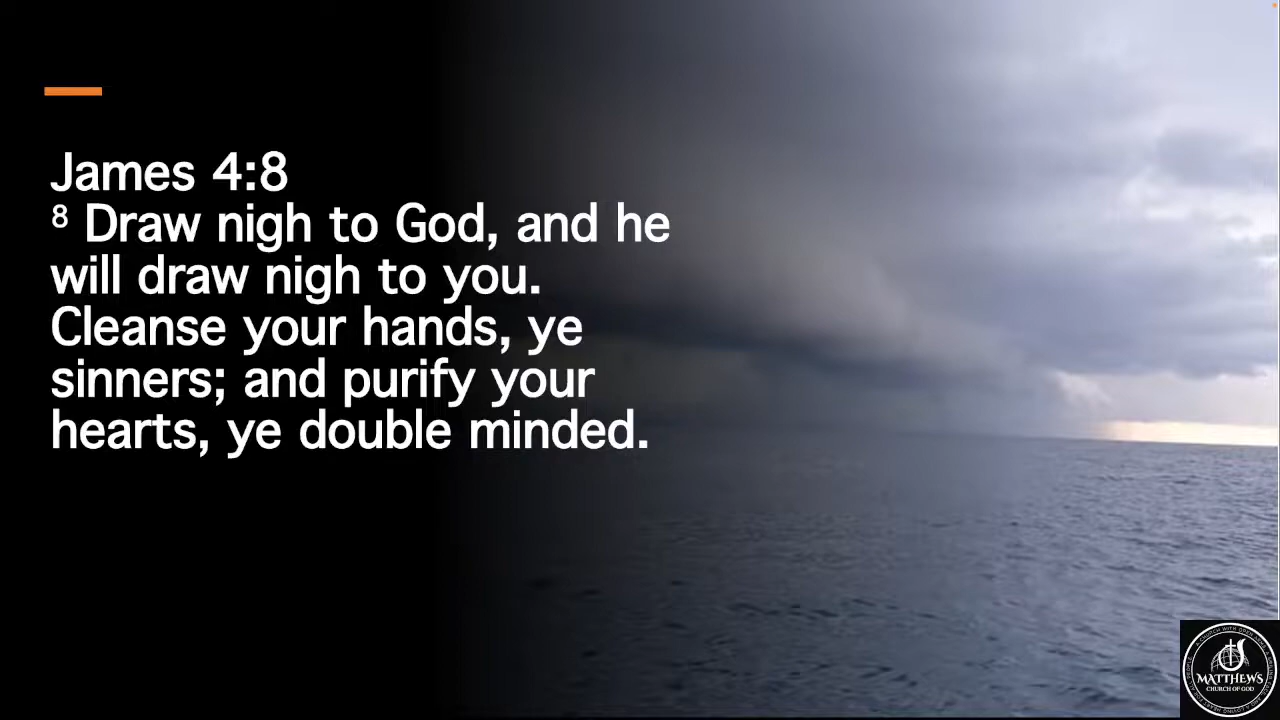 James 4:8
⁸ Draw nigh to God, and he
will draw nigh to you.
Cleanse your hands, ye
sinners; and purify your
hearts, ye double minded.
MATTHEWS
CHURCH OF GOD